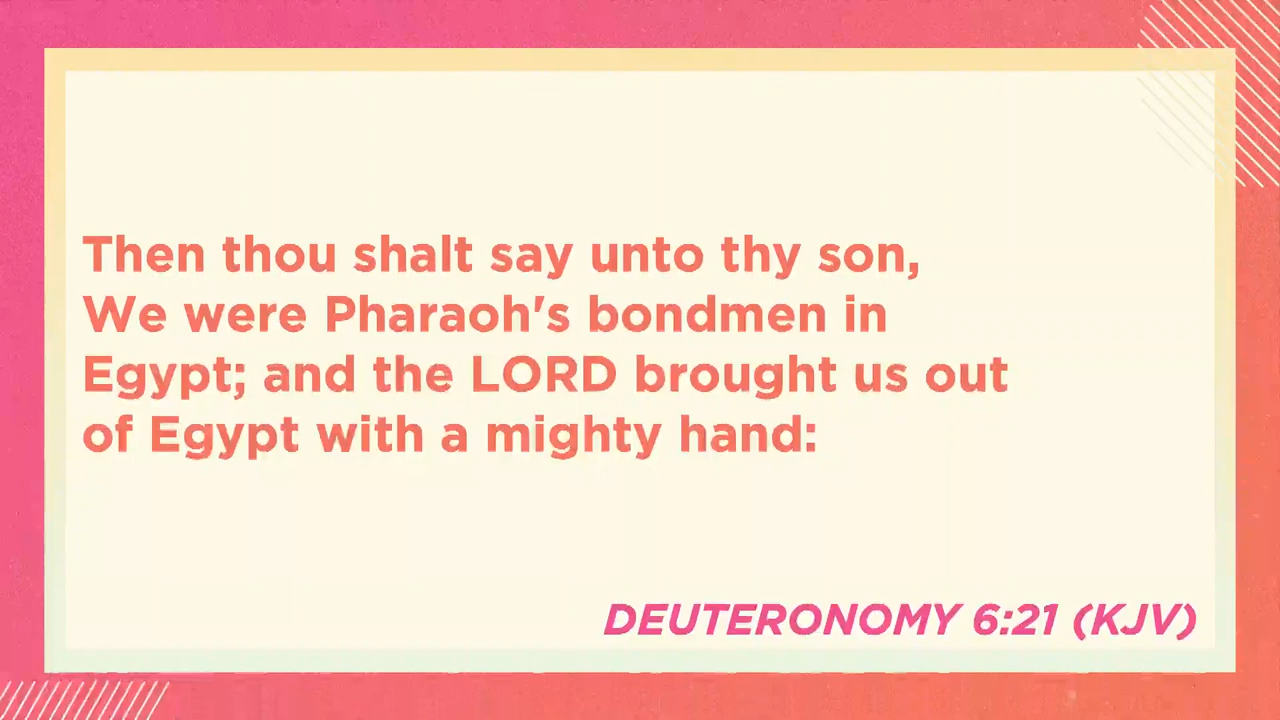 Then thou shalt say unto thy son,
We were Pharaoh's bondmen in
Egypt; and the LORD brought us out
of Egypt with a mighty hand:
DEUTERONOMY 6:21 (KJV)